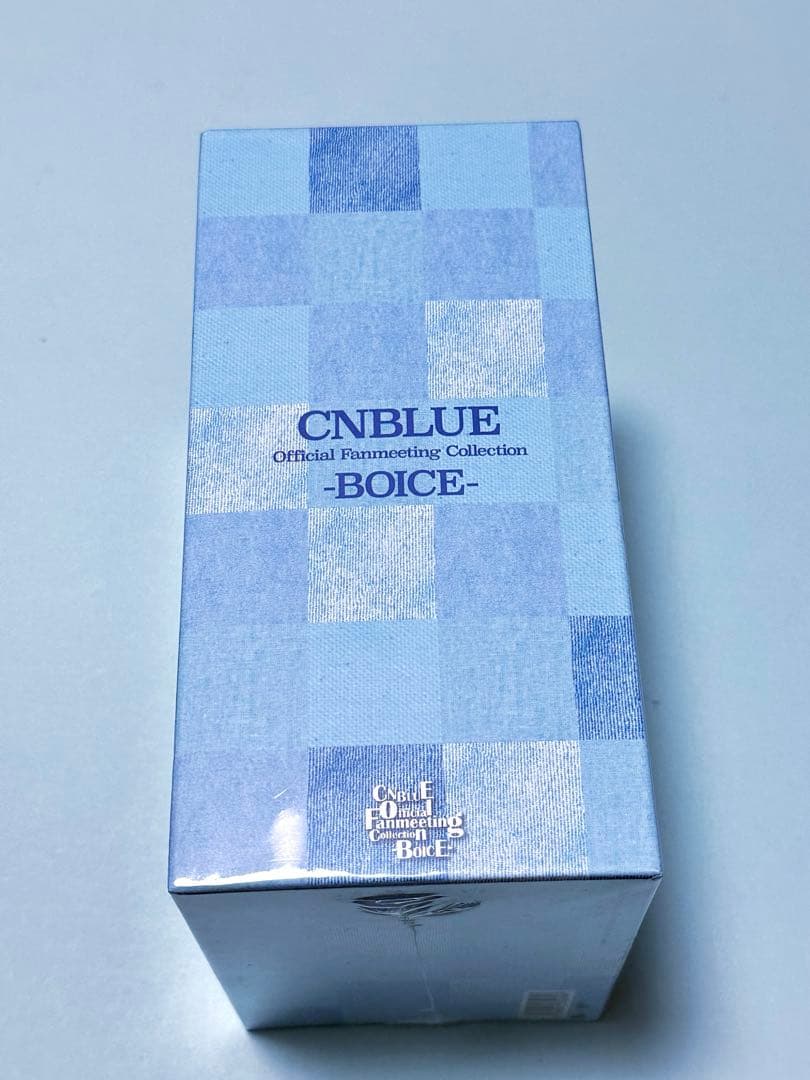 CNBLUE
Official Fanmeeting Collection
-BOICE-
CNBLUE
Official
Fanmeeting
Collection
-BOICE-